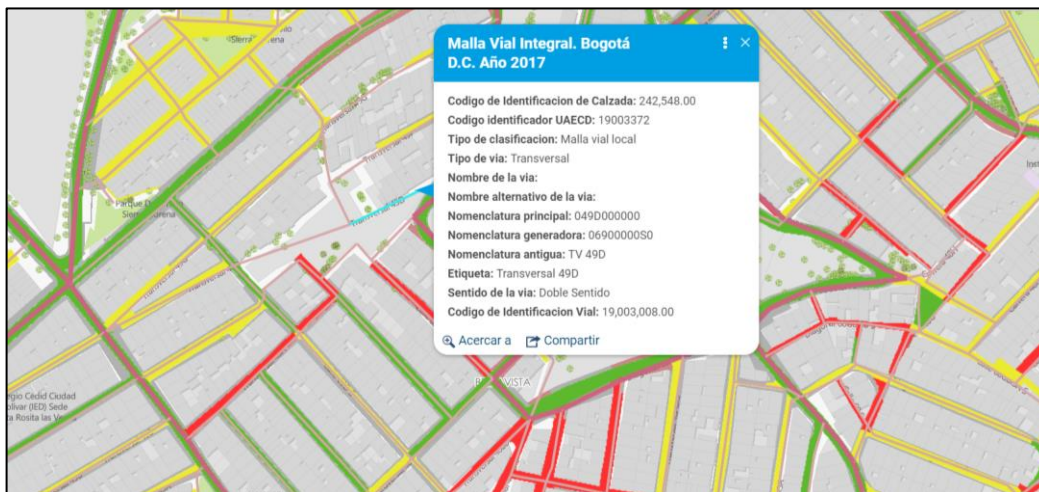 Malla Vial Integral. Bogotá
D.C. Año 2017
Codigo de Identificacion de Calzada: 242,548.00
Codigo identificador UAECD: 19003372
Tipo de clasificacion: Malla vial local
Tipo de via: Transversal
Nombre de la via:
Nombre alternativo de la via:
Nomenclatura principal: 049D000000
Nomenclatura generadora: 06900000S0
Nomenclatura antigua: TV 49D
Etiqueta: Transversal 49D
Sentido de la via: Doble Sentido
Codigo de Identificacion Vial: 19,003,008.00
Acercar a
Compartir
Sierra
Parque
Transversal 49D
VISTA
Cedid Ciudad
(IED) Sede
Rosita las